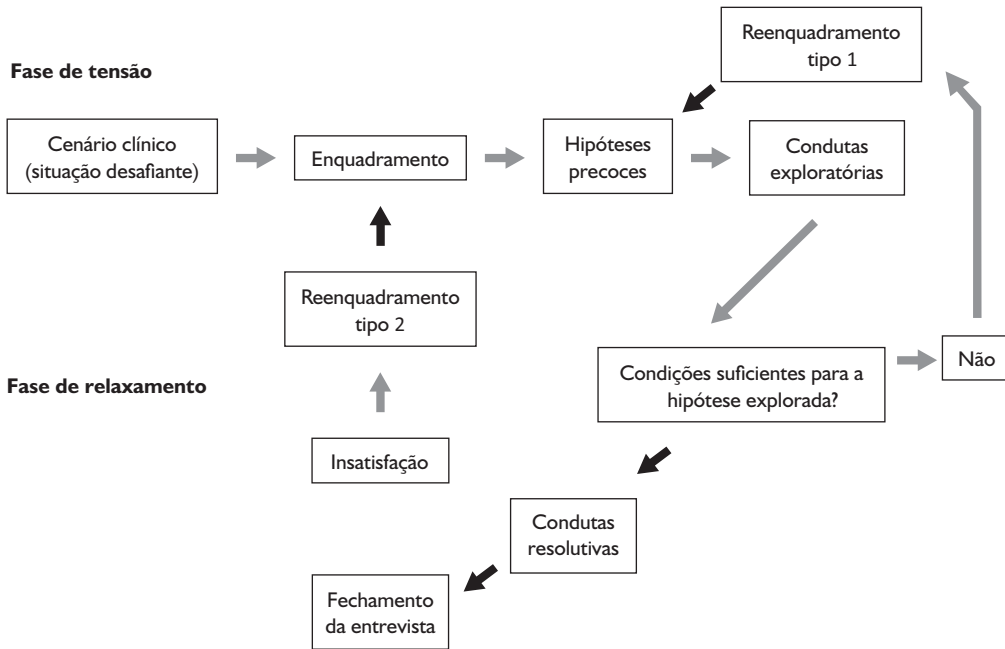 Reenquadramento
tipo 1
Fase de tensão
Cenário clínico
(situação desafiante)
Enquadramento
Hipóteses
precoces
Condutas
exploratórias
Reenquadramento
tipo 2
Fase de relaxamento
Condições suficientes para a
hipótese explorada?
Não
Insatisfação
Condutas
resolutivas
Fechamento
da entrevista